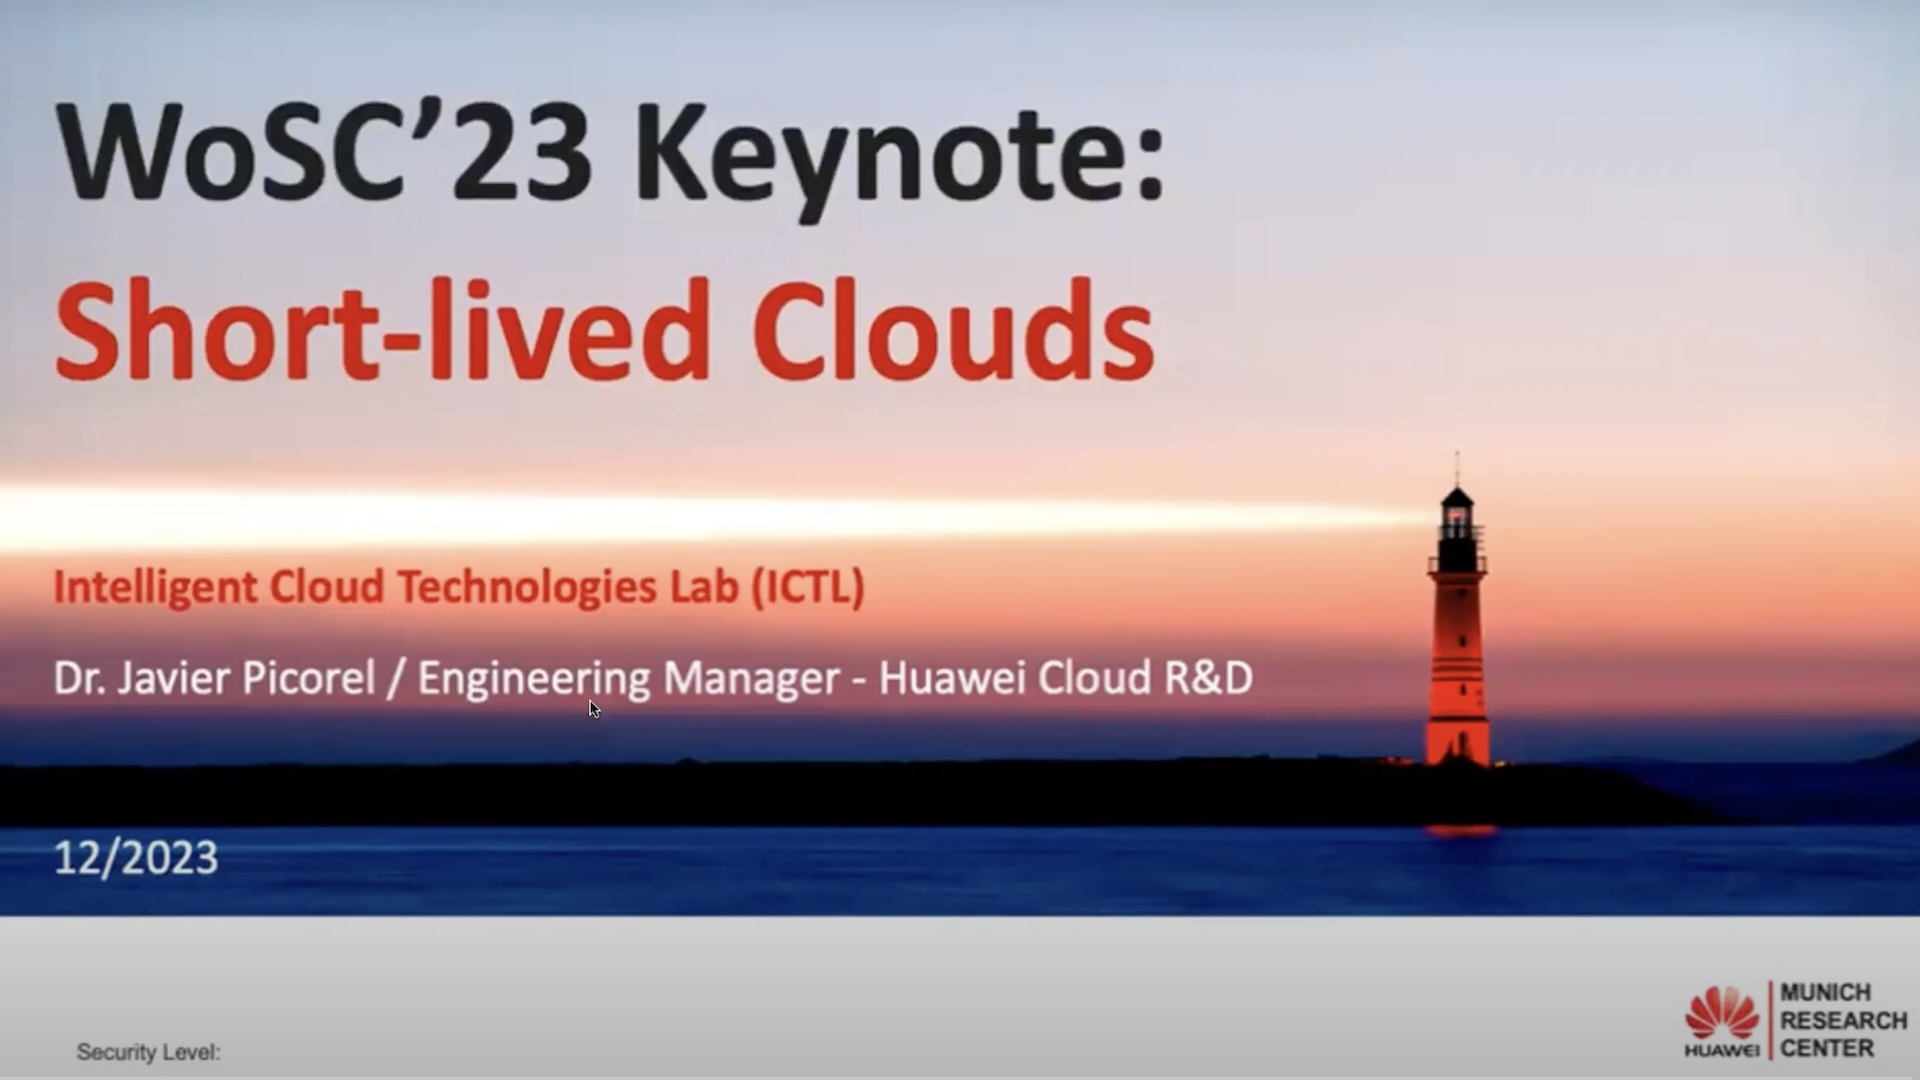 WoSC’23 Keynote:
Short-lived Clouds
Intelligent Cloud Technologies Lab (ICTL)
Dr. Javier Picorel / Engineering Manager - Huawei Cloud R&D
12/2023
Security Level:
HUAWEI
MUNICH
RESEARCH
CENTER